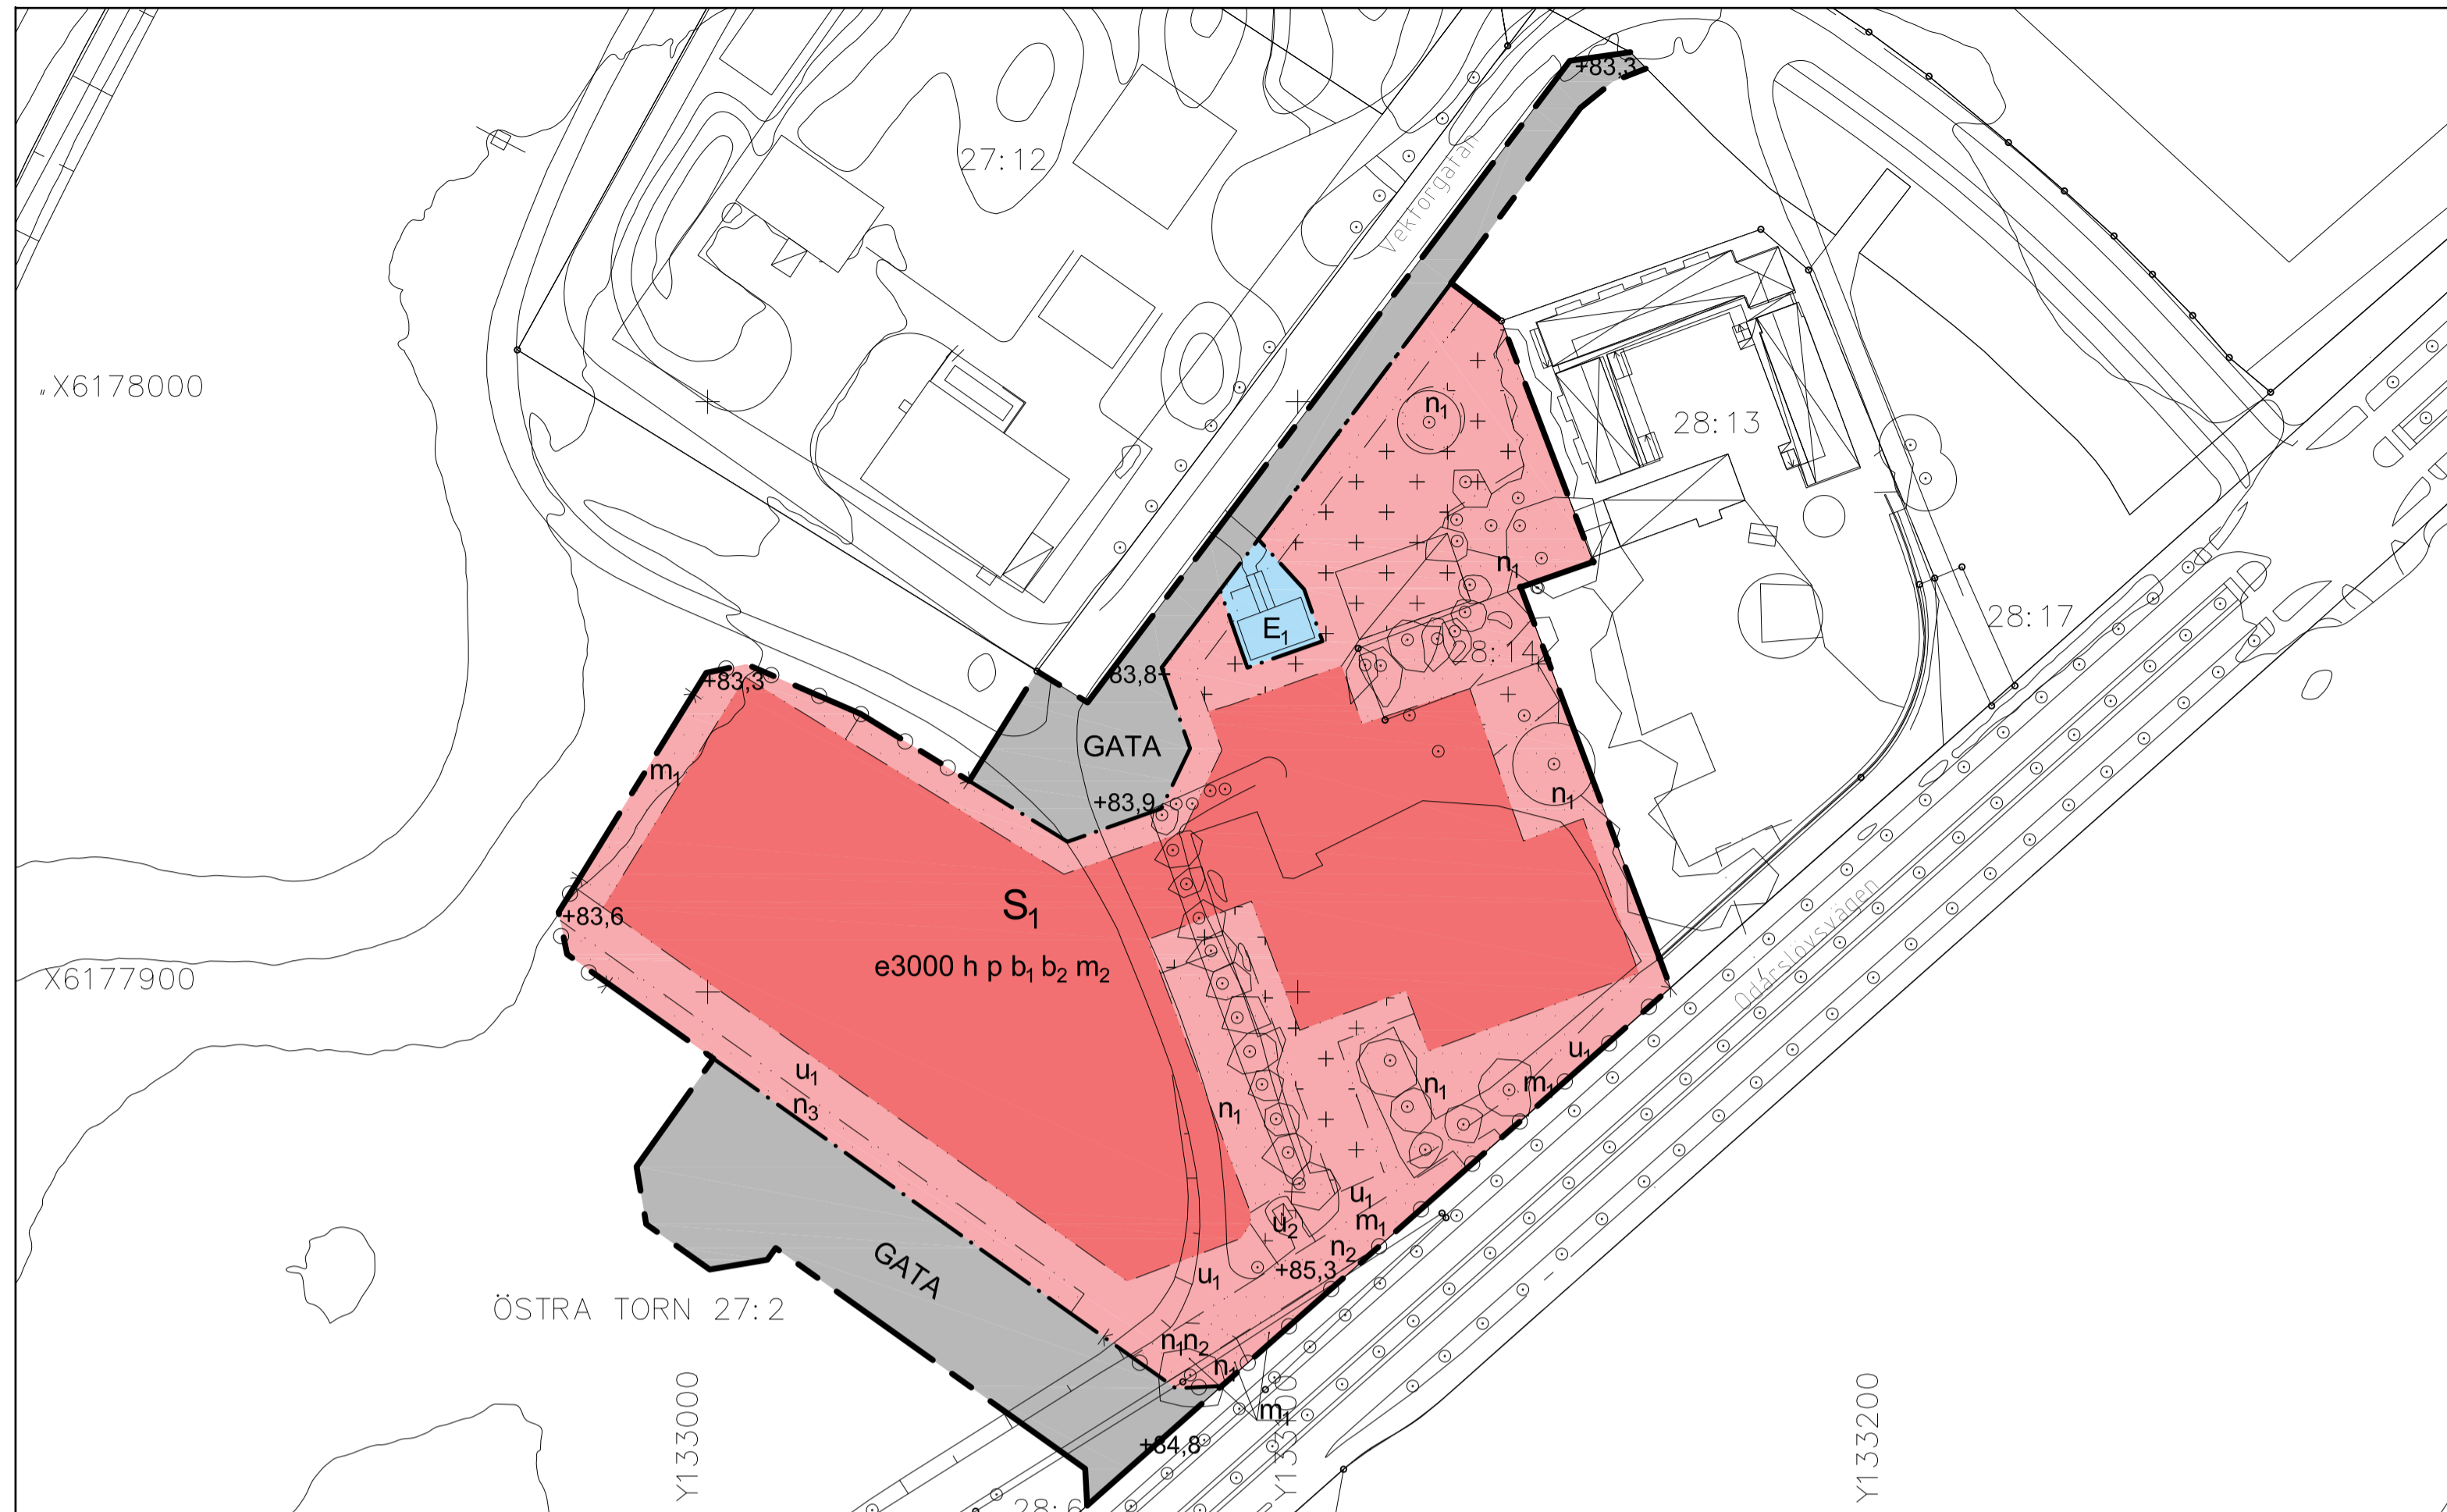 +83,3
27:12
Vektorgatan
X6178000
n1
28:13
n1
28:17
E1
28:14
83,8+
+83,3
GATA
m1
+83,9
n1
S1
+83,6
e3000 h p b1 b2 m2
Odarslövsvägen
X6177900
u1
u1
n1
m1
n3
n1
u1
u2
m1
n2
GATA
u1
+85,3
ÖSTRA TORN 27:2
n1n2
n1
m1
Y133000
Y133100
Y133200
+84,8
28:6